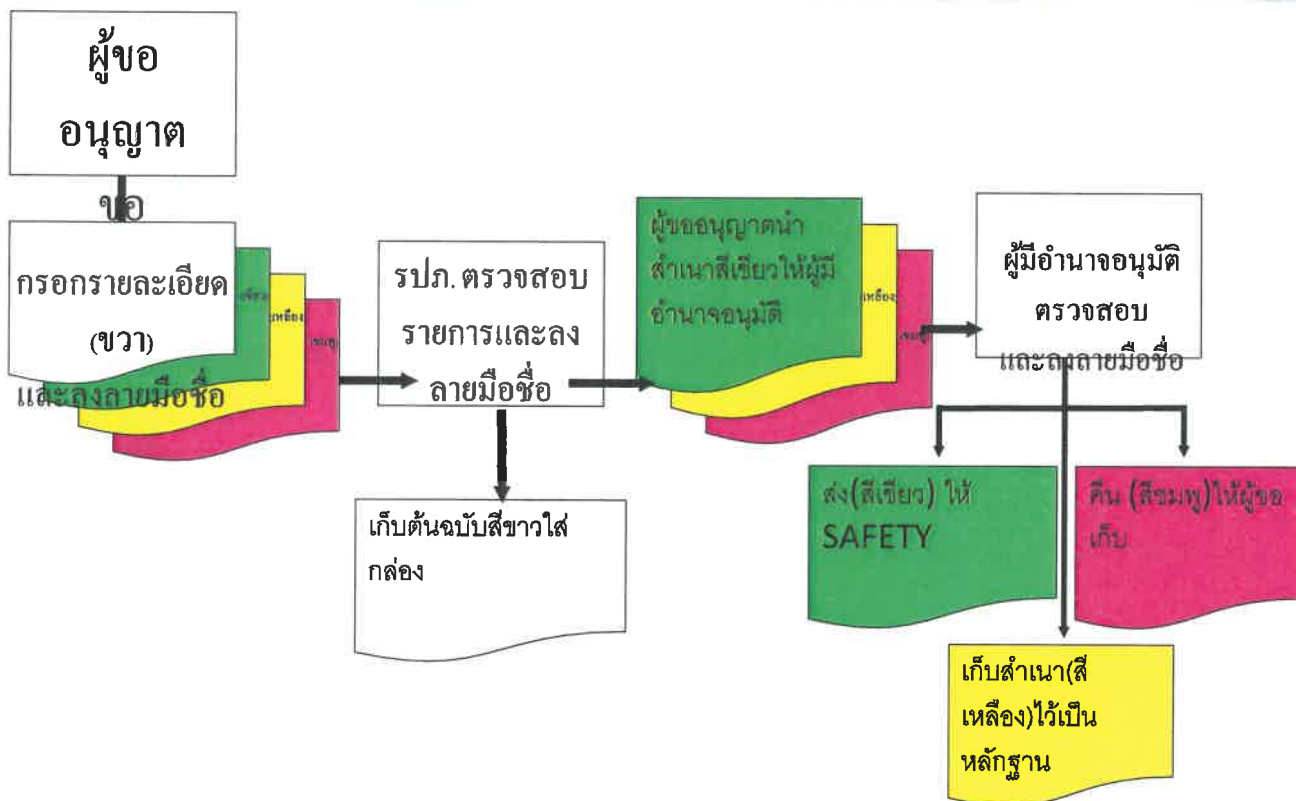 ผู้ขอ
อนุญาต
ขอ
กรอกรายละเอียด
(ขวา)
และลงลายมือชื่อ
เหลือง
รปภ. ตรวจสอบ
รายการและลง
ลายมือชื่อ
เก็บต้นฉบับสีขาวใส่
กล่อง
ผู้ขออนุญาตนำ
สำเนาสีเขียวให้ผู้มี
อำนาจอนุมัติ
เหลือง
ผู้มีอำนาจอนุมัติ
ตรวจสอบ
และลงลายมือชื่อ
ส่ง(สีเขียว) ให้
SAFETY
คืน (สีชมพู)ให้ผู้ขอ
เก็บ
เก็บสำเนา(สี
เหลือง)ไว้เป็น
หลักฐาน